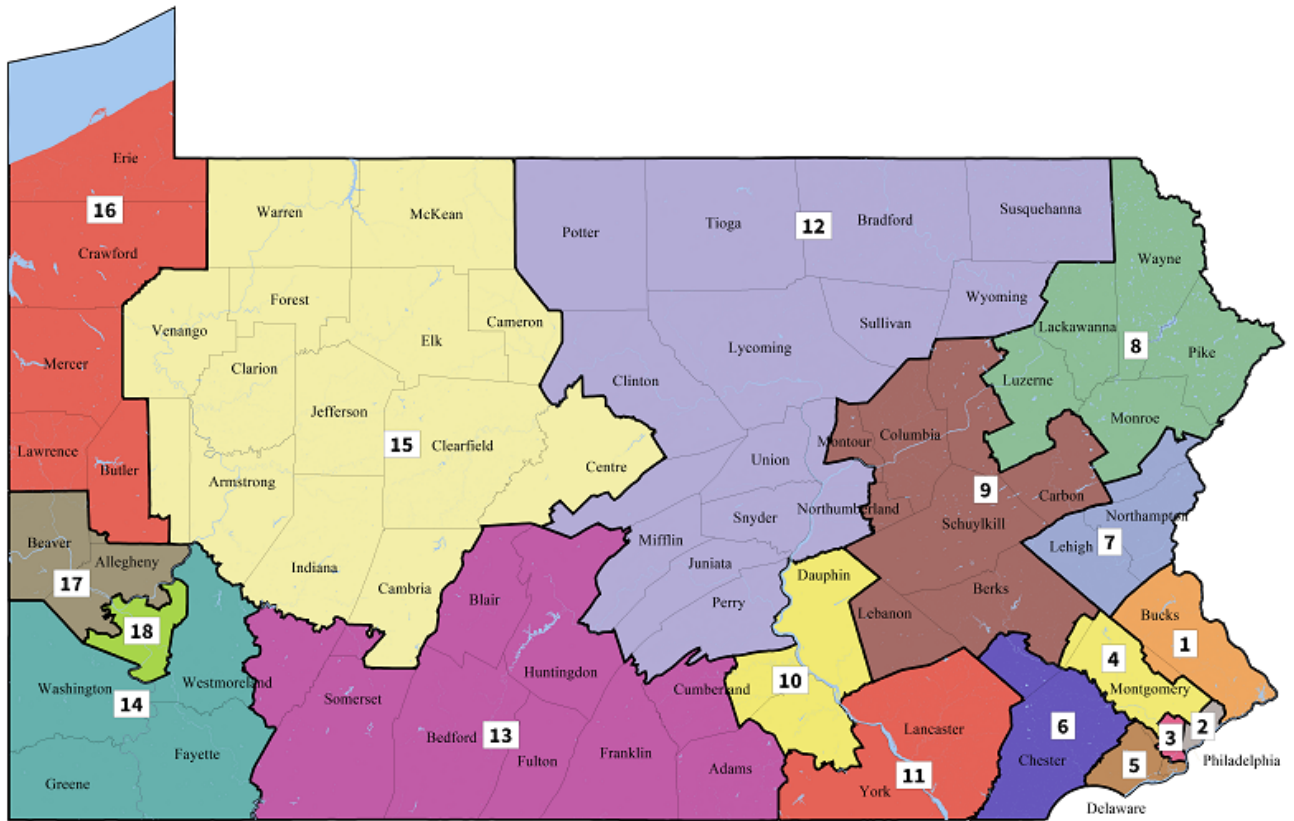 Erie
16
Crawford
Warren
McKean
Potter
Tioga
12
Bradford
Susquehanna
Wayne
Forest
Venango
Cameron
Elk
Clarion
Wyoming
Sullivan
Lackawanna
8
Pike
Mercer
Lycoming
Clinton
Luzerne
Monroe
Jefferson
15
Clearfield
Centre
Montour
Columbia
Lawrence
Butler
Union
Armstrong
9
Carbon
Snyder
Northumberland
Schuylkill
Northampton
Beaver
Allegheny
17
Mifflin
Lehigh
7
Indiana
Juniata
Dauphin
Cambria
Blair
Perry
Berks
Lebanon
Bucks
1
18
4
Huntingdon
Montgomery
Washington
14
Westmoreland
Somerset
Cumberland
10
6
2
3
Bedford
13
Fulton
Franklin
Lancaster
Fayette
Adams
Chester
5
Philadelphia
Greene
11
York
Delaware